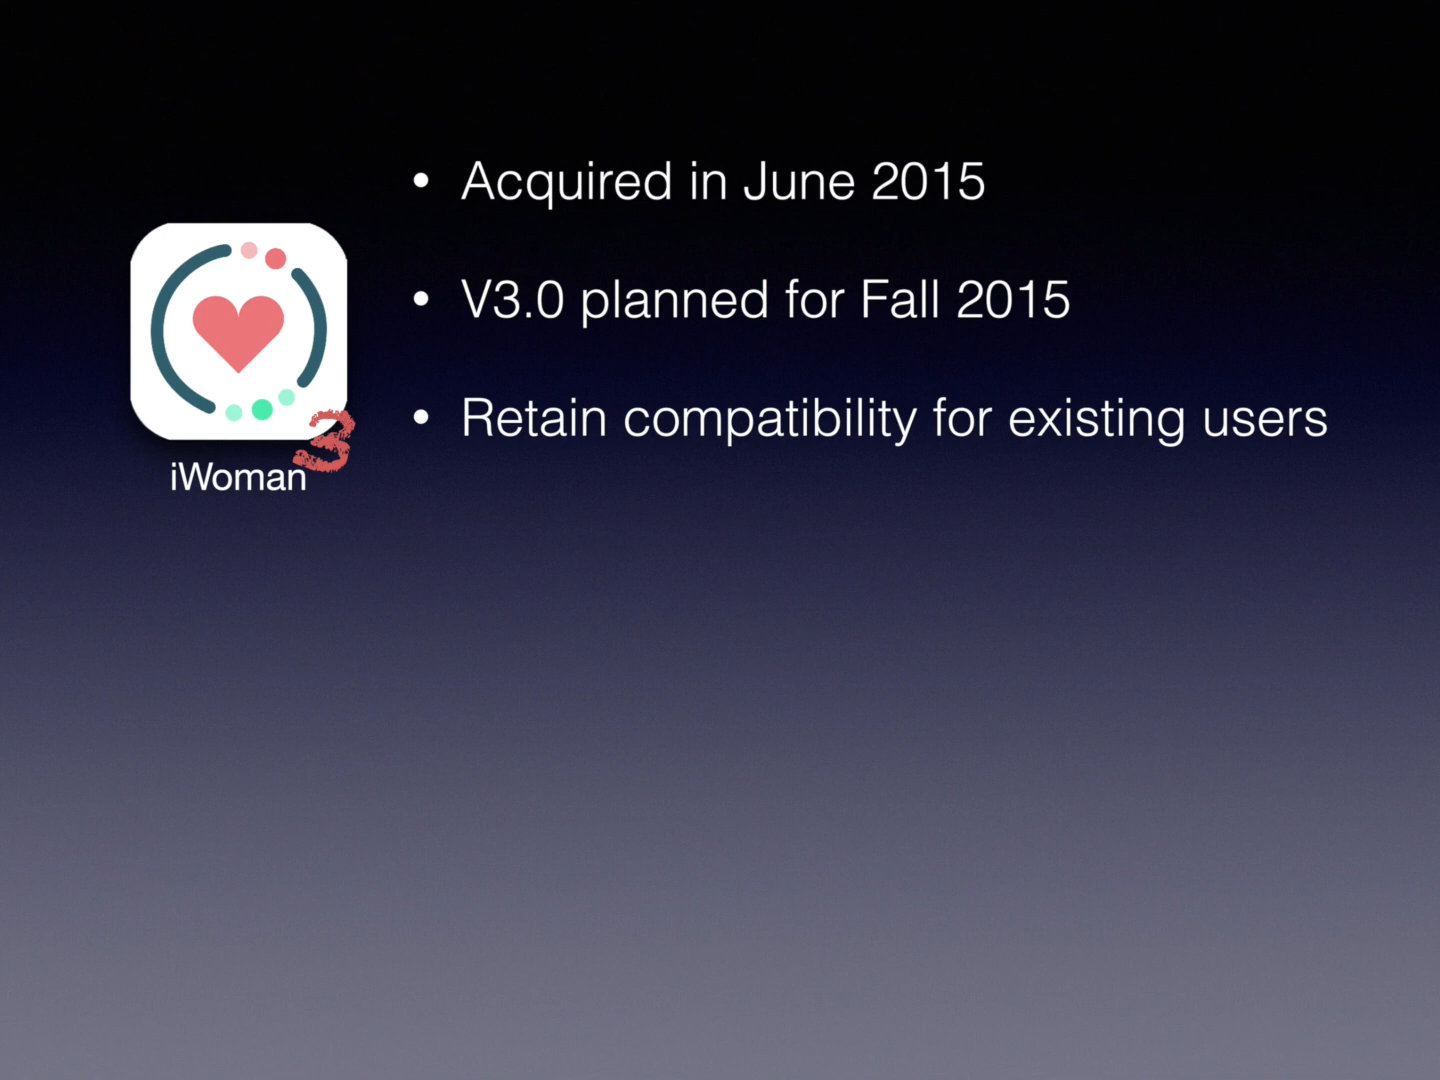 • Acquired in June 2015
• V3.0 planned for Fall 2015
• Retain compatibility for existing users
3
iWoman